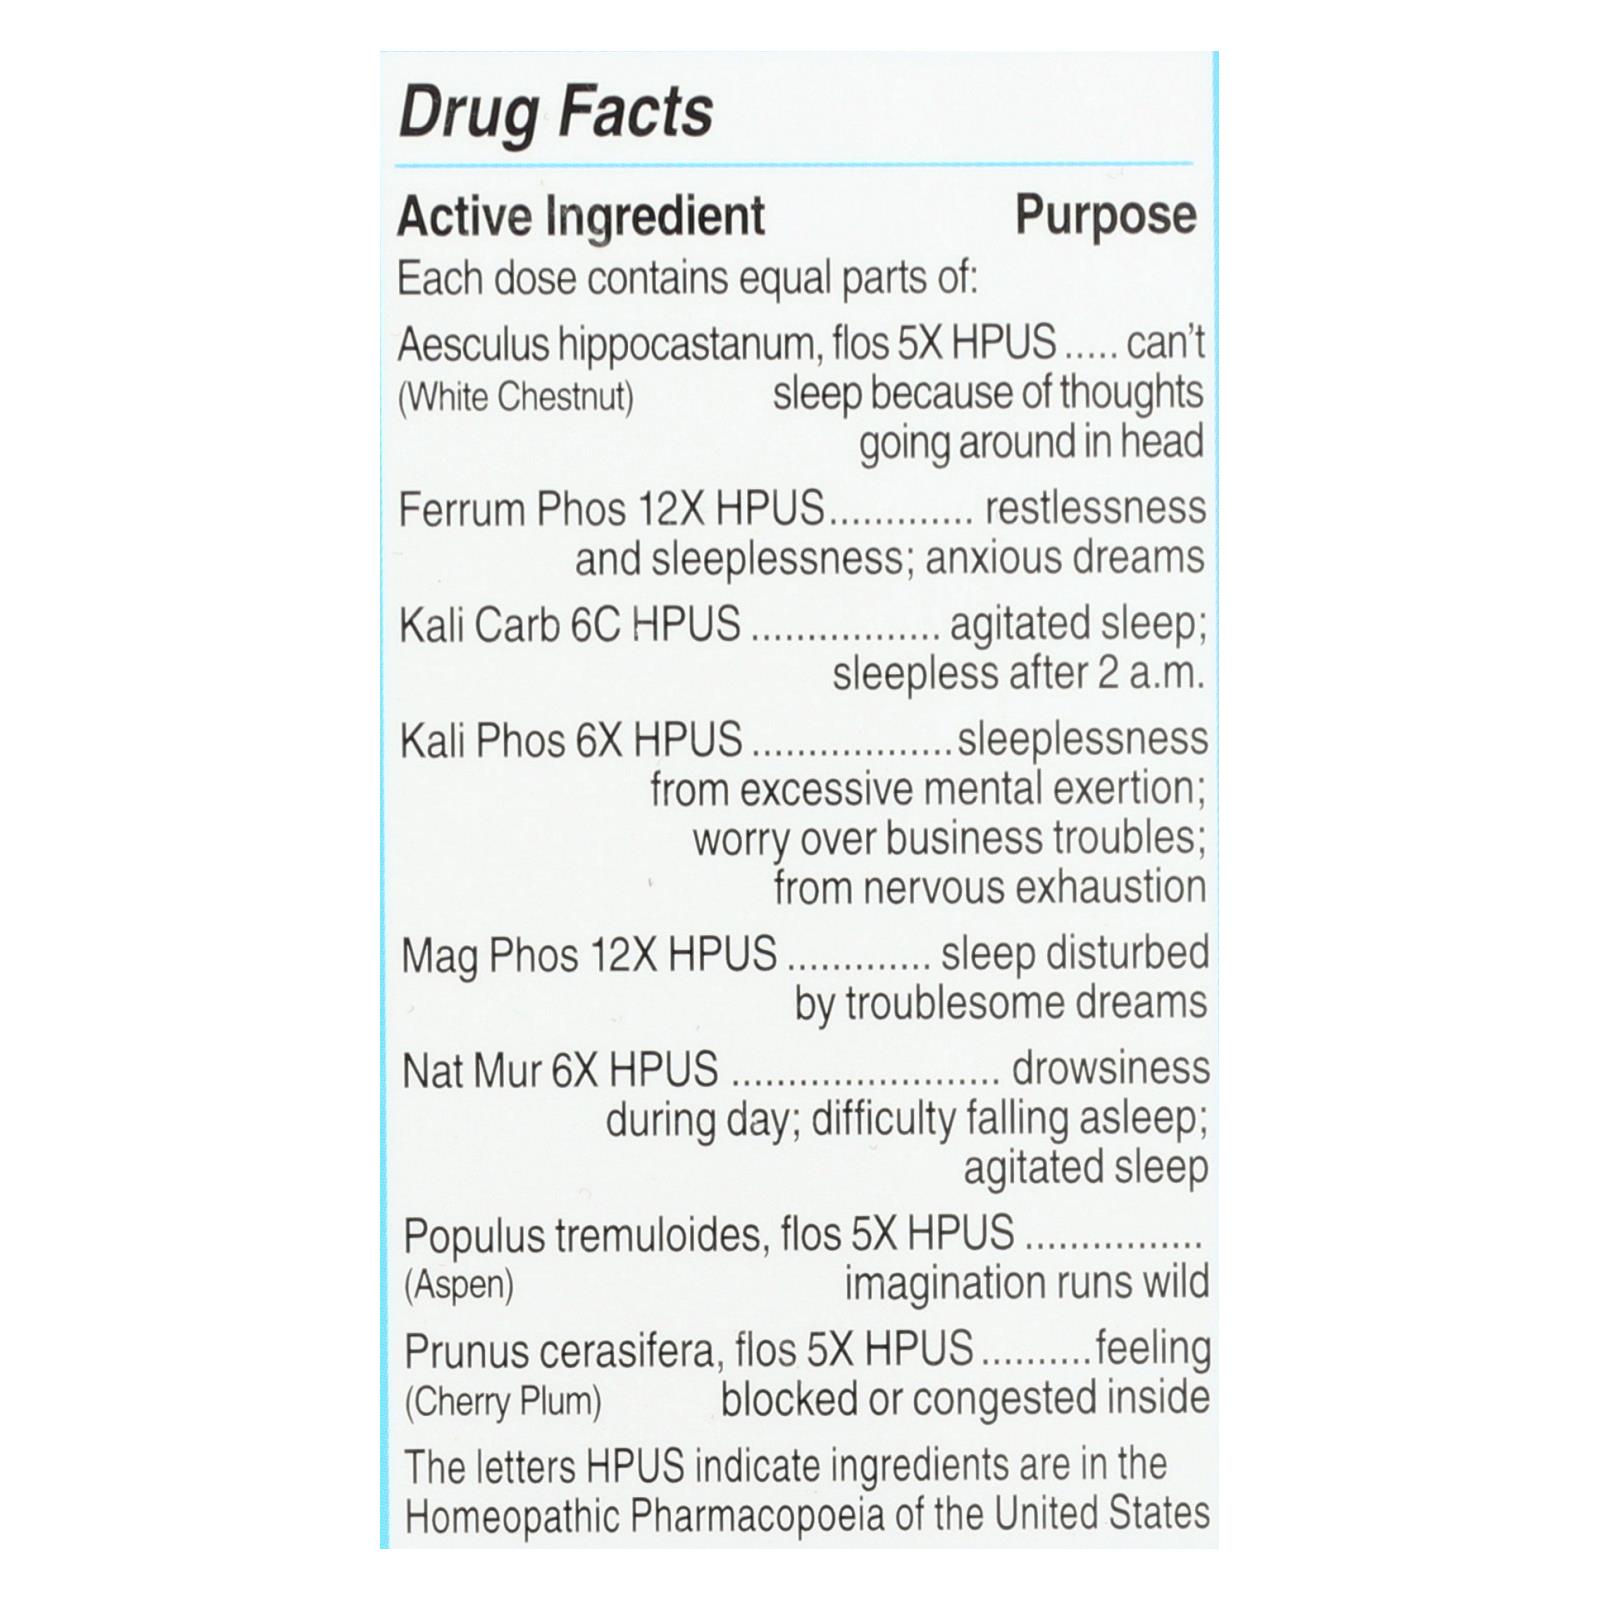 Drug Facts
Active Ingredient Purpose
Each dose contains equal parts of:
Aesculus hippocastanum, flos 5X HPUS ..... can't
(White Chestnut) sleep because of thoughts
going around in head
Ferrum Phos 12X HPUS............. restlessness
and sleeplessness; anxious dreams
Kali Carb 6C HPUS ................. agitated sleep;
sleepless after 2 a.m.
Kali Phos 6X HPUS ..................sleeplessness
from excessive mental exertion;
worry over business troubles;
from nervous exhaustion
Mag Phos 12X HPUS ............. sleep disturbed
by troublesome dreams
Nat Mur 6X HPUS ........................ drowsiness
during day; difficulty falling asleep;
agitated sleep
Populus tremuloides, flos 5X HPUS ................
(Aspen) imagination runs wild
Prunus cerasifera, flos 5X HPUS..........feeling
(Cherry Plum) blocked or congested inside
The letters HPUS indicate ingredients are in the
Homeopathic Pharmacopoeia of the United States